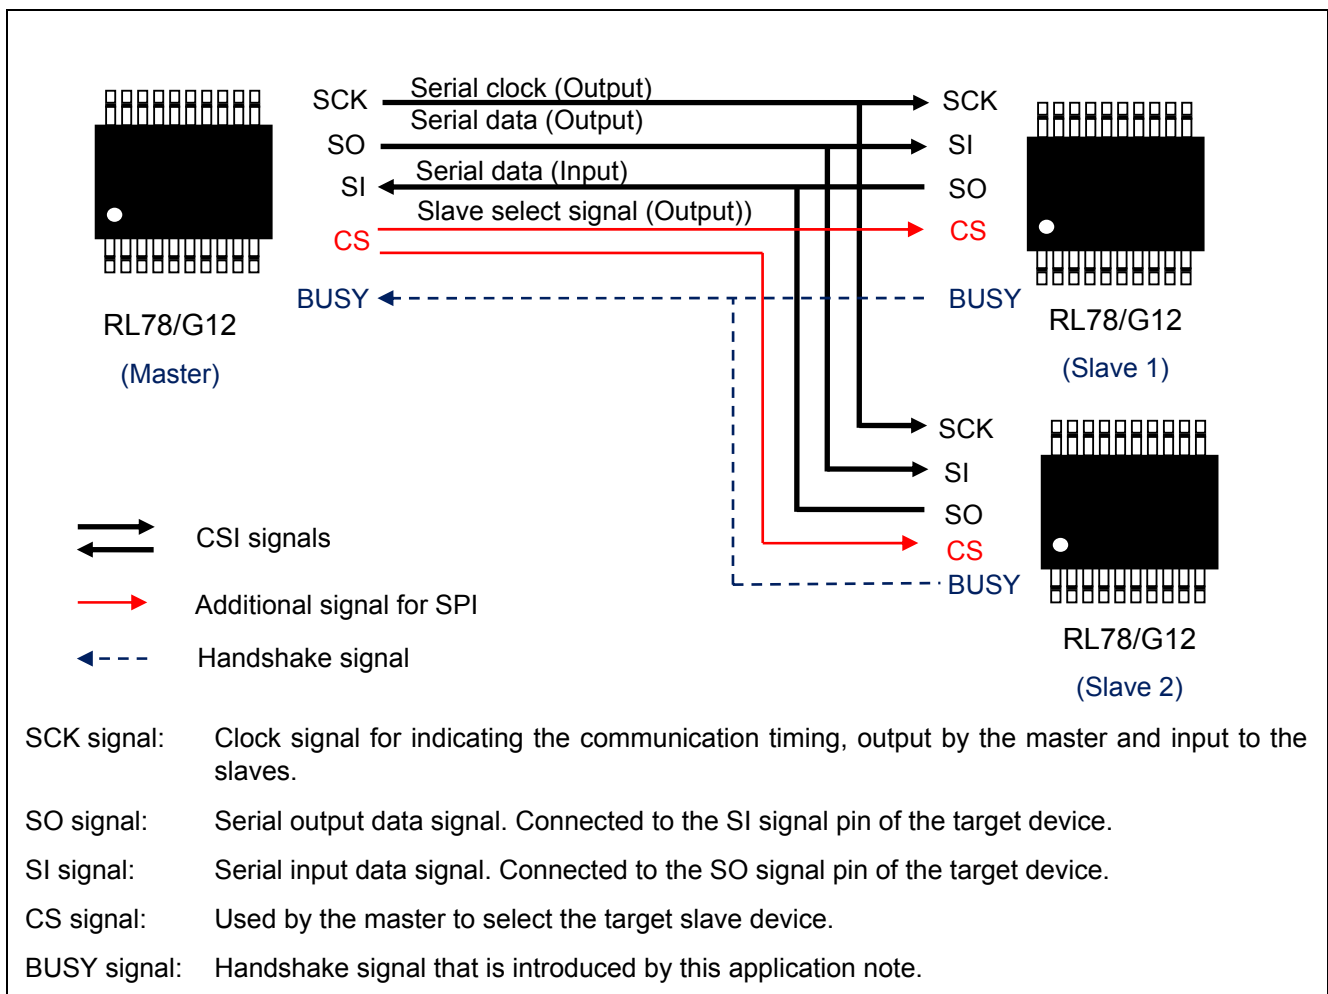 SCK
Serial clock (Output)
SCK
SO
Serial data (Output)
SI
SI
Serial data (Input)
SO
CS
Slave select signal (Output))
CS
BUSY
BUSY
RL78/G12
(Master)
RL78/G12
(Slave 1)
SCK
SI
SO
CS
BUSY
RL78/G12
(Slave 2)
CSI signals
Additional signal for SPI
Handshake signal
SCK signal: Clock signal for indicating the communication timing, output by the master and input to the
slaves.
SO signal: Serial output data signal. Connected to the SI signal pin of the target device.
SI signal: Serial input data signal. Connected to the SO signal pin of the target device.
CS signal: Used by the master to select the target slave device.
BUSY signal: Handshake signal that is introduced by this application note.